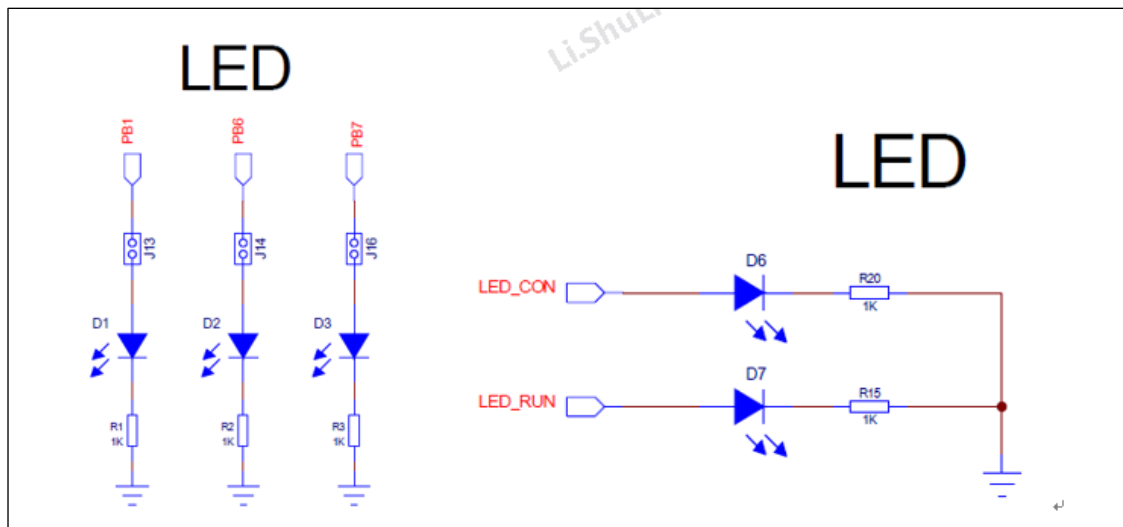 LED
PB1
PB6
PB7
J13
J14
J16
D1
D2
D3
R1
1K
R2
1K
R3
1K
LED
LED_CON
D6
R20
1K
LED_RUN
D7
R15
1K